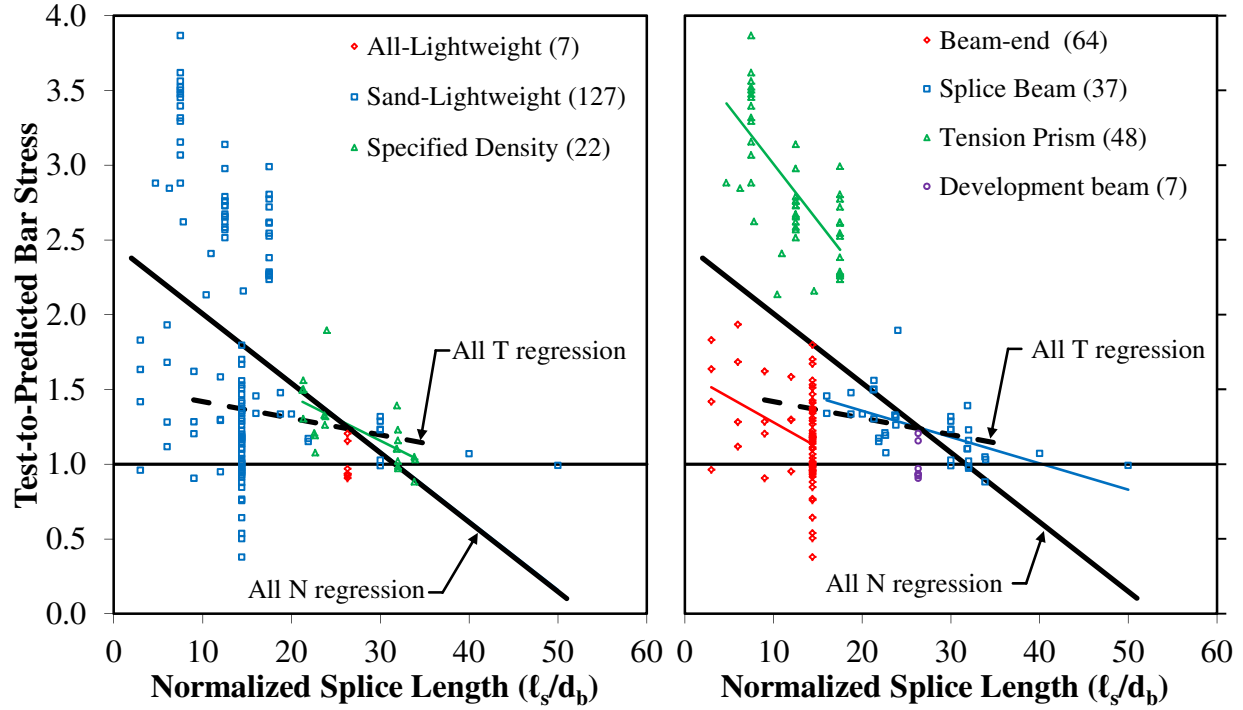 Test-to-Predicted Bar Stress
4.0
3.5
3.0
2.5
2.0
1.5
1.0
0.5
0.0
All-Lightweight (7)
Sand-Lightweight (127)
Specified Density (22)
All T regression
All N regression
0 10 20 30 40 50 60
Normalized Splice Length (ℓs/db)
Beam-end (64)
Splice Beam (37)
Tension Prism (48)
Development beam (7)
All T regression
All N regression
0 10 20 30 40 50 60
Normalized Splice Length (ℓs/db)